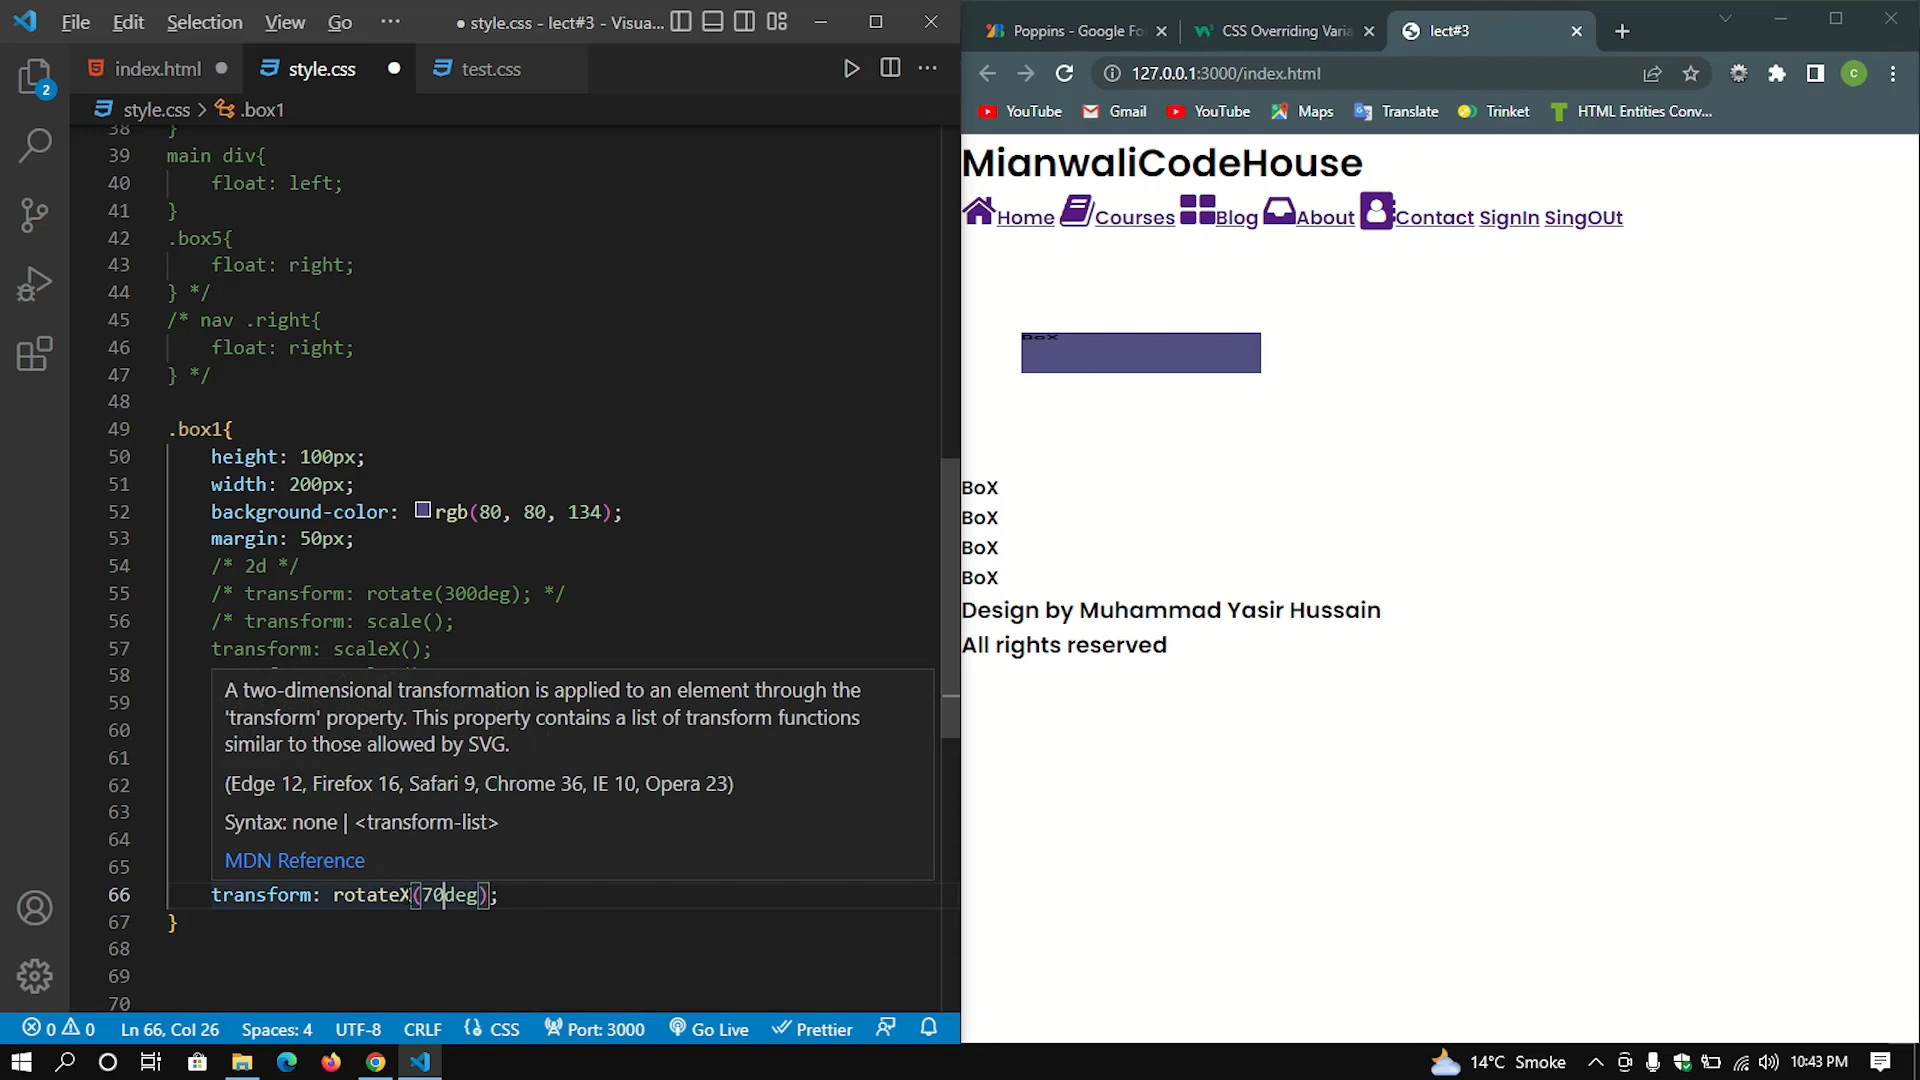 File Edit Selection View Go ··· ● style.css - lect#3 - Visua...
index.html ● style.css ● test.css
style.css > .box1
38 }
39 main div{
40 float: left;
41 }
42 .box5{
43 float: right;
44 } */
45 /* nav .right{
46 float: right;
47 } */
48
49 .box1{
50 height: 100px;
51 width: 200px;
52 background-color: rgb(80, 80, 134);
53 margin: 50px;
54 /* 2d */
55 /* transform: rotate(300deg); */
56 /* transform: scale();
57 transform: scaleX();
58
59
60
61
62
63
64
65
A two-dimensional transformation is applied to an element through the
'transform' property. This property contains a list of transform functions
similar to those allowed by SVG.
(Edge 12, Firefox 16, Safari 9, Chrome 36, IE 10, Opera 23)
Syntax: none | <transform-list>
MDN Reference
66 transform: rotateX(70deg);
67 }
68
69
70
2
0 0 Ln 66, Col 26 Spaces: 4 UTF-8 CRLF CSS Port: 3000 Go Live Prettier
Poppins - Google Fo CSS Overriding Varia lect#3
127.0.0.1:3000/index.html C
YouTube Gmail YouTube Maps Translate Trinket HTML Entities Conv...
MianwaliCodeHouse
Home Courses Blog About Contact SignIn SingOUt
BoX
BoX
BoX
BoX
BoX
Design by Muhammad Yasir Hussain
All rights reserved
14°C Smoke 10:43 PM